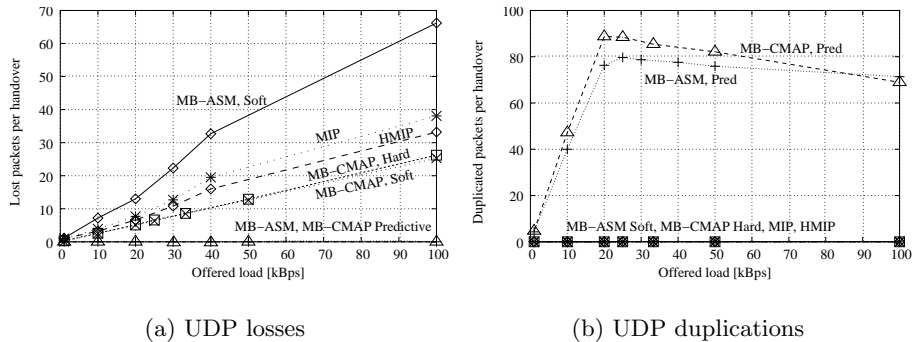 70
60
50
40
30
20
10
0
0 10 20 30 40 50 60 70 80 90 100
Lost packets per handover
Offered load [kBps]
MB−ASM, Soft
MIP
HMIP
MB−CMAP, Hard
MB−CMAP, Soft
MB−ASM, MB−CMAP Predictive
(a) UDP losses
100
80
60
40
20
0
0 10 20 30 40 50 60 70 80 90 100
Duplicated packets per handover
Offered load [kBps]
MB−CMAP, Pred
MB−ASM, Pred
MB−ASM Soft, MB−CMAP Hard, MIP, HMIP
(b) UDP duplications